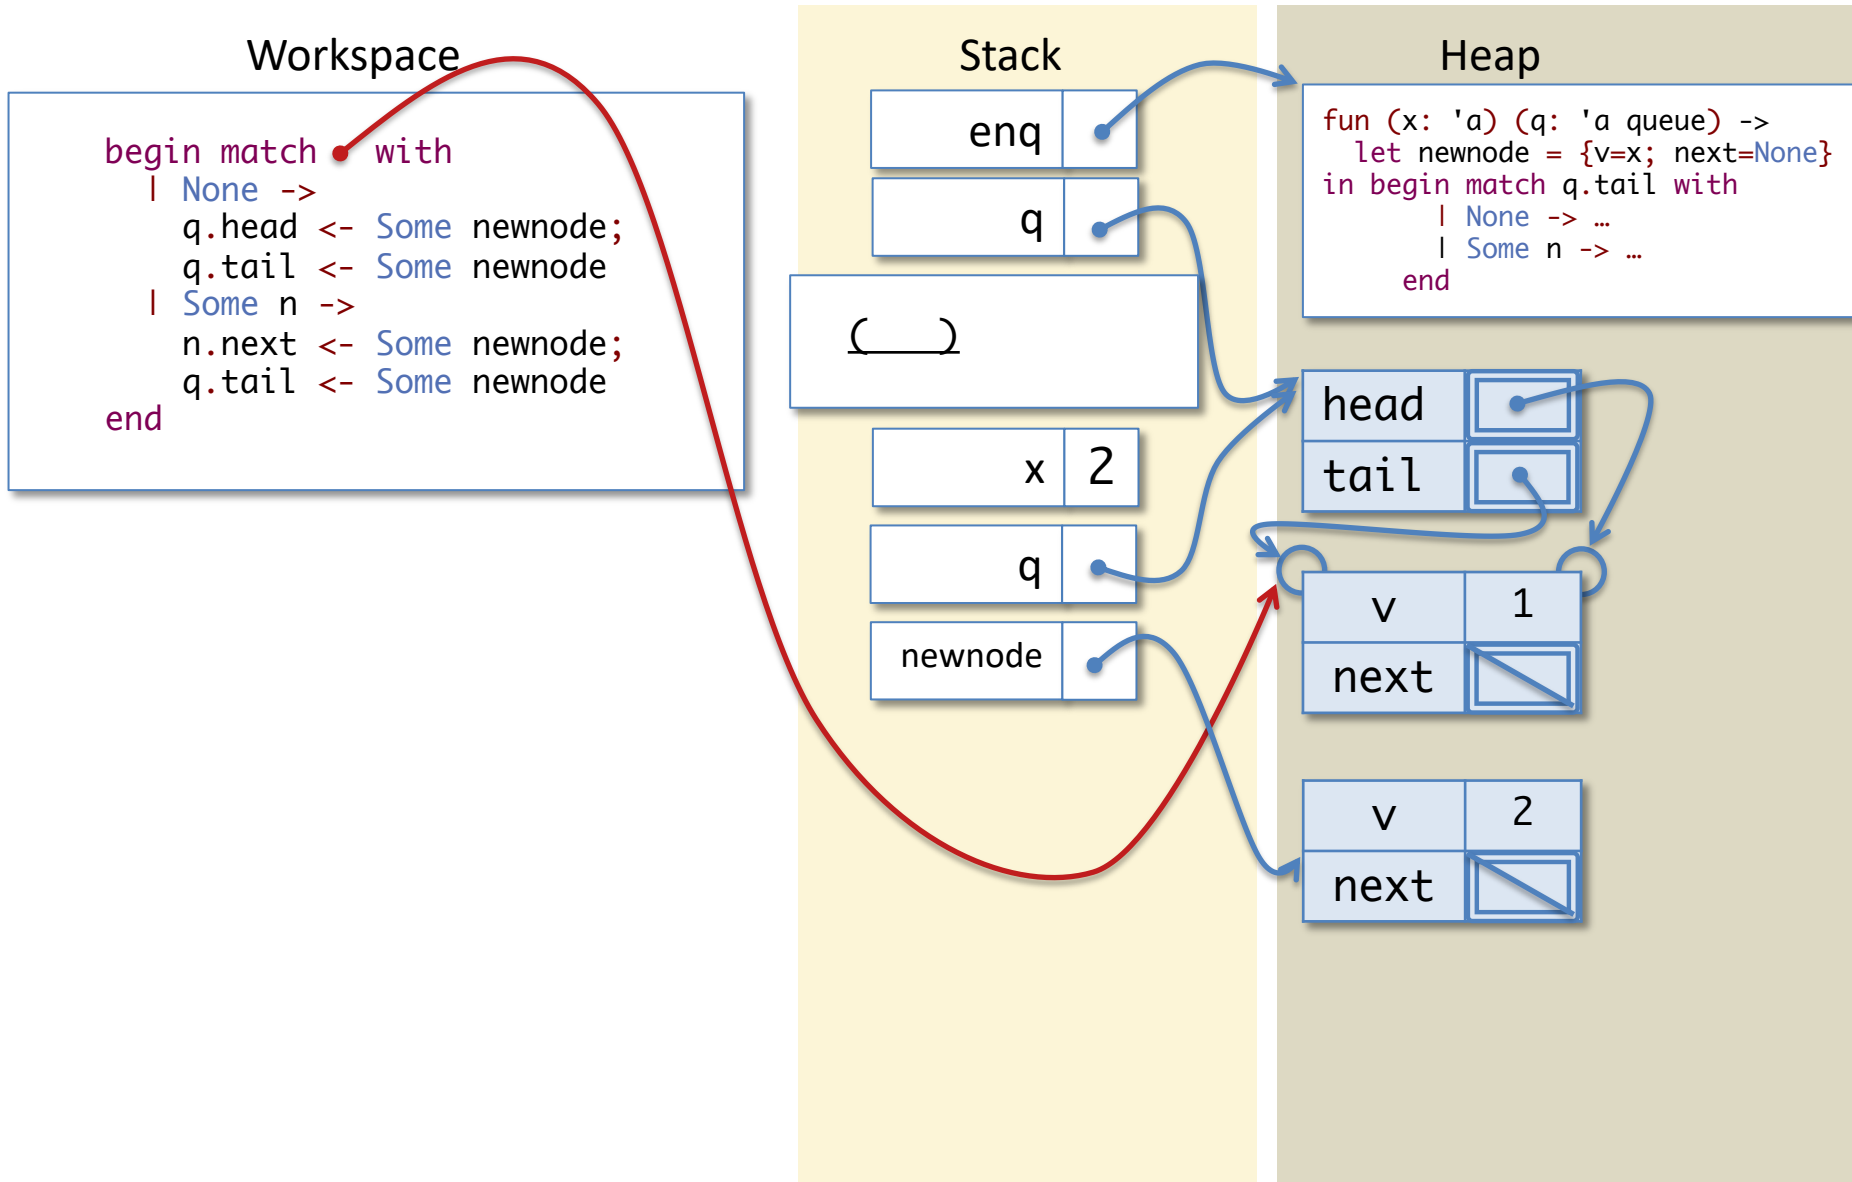 Workspace
begin match with
| None ->
q.head <- Some newnode;
q.tail <- Some newnode
| Some n ->
n.next <- Some newnode;
q.tail <- Some newnode
end
Stack
enq
q
( )
x 2
q
newnode
Heap
fun (x: 'a) (q: 'a queue) ->
let newnode = {v=x; next=None}
in begin match q.tail with
| None -> …
| Some n -> …
end
head
tail
v 1
next
v 2
next